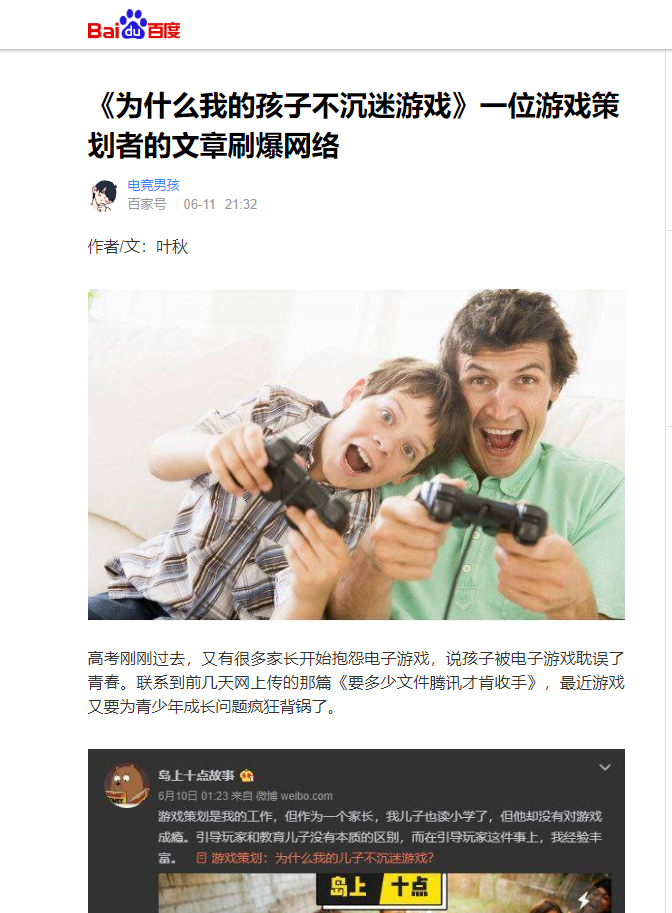 Bai du 百度
《为什么我的孩子不沉迷游戏》一位游戏策
划者的文章刷爆网络
电竞男孩
百家号 06-11 21:32
作者/文：叶秋
高考刚刚过去，又有很多家长开始抱怨电子游戏，说孩子被电子游戏耽误了
青春。联系到前几天网上传的那篇《要多少文件腾讯才肯收手》，最近游戏
又要为青少年成长问题疯狂背锅了。
岛上十点故事
6月10日 01:23 来自 微博 weibo.com
游戏策划是我的工作，但作为一个家长，我儿子也读小学了，但他却没有对游戏
成瘾。引导玩家和教育儿子没有本质的区别，而在引导玩家这件事上，我经验丰
富。 游戏策划：为什么我的儿子不沉迷游戏？
岛上 十点